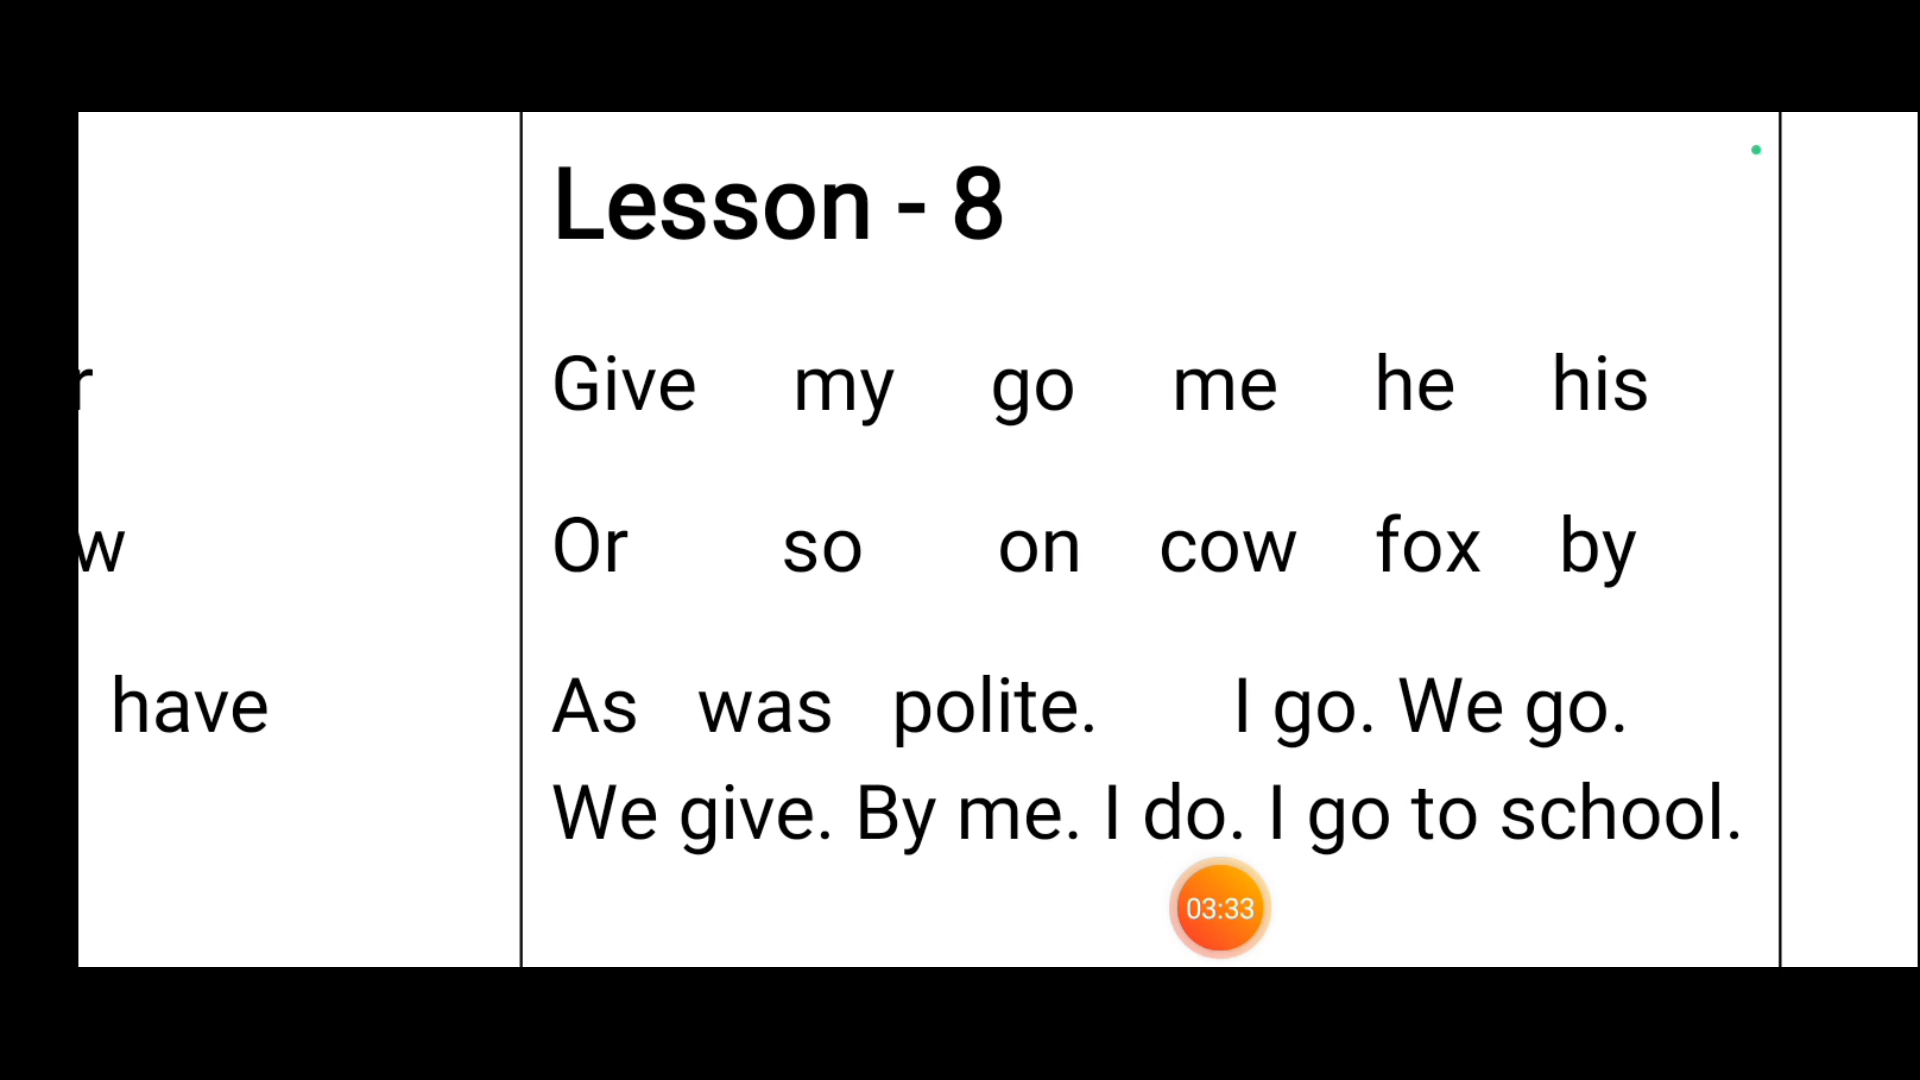 Lesson - 8
Give my go me he his
Or so on cow fox by
have
As was polite. I go. We go.
We give. By me. I do. I go to school.
03:33